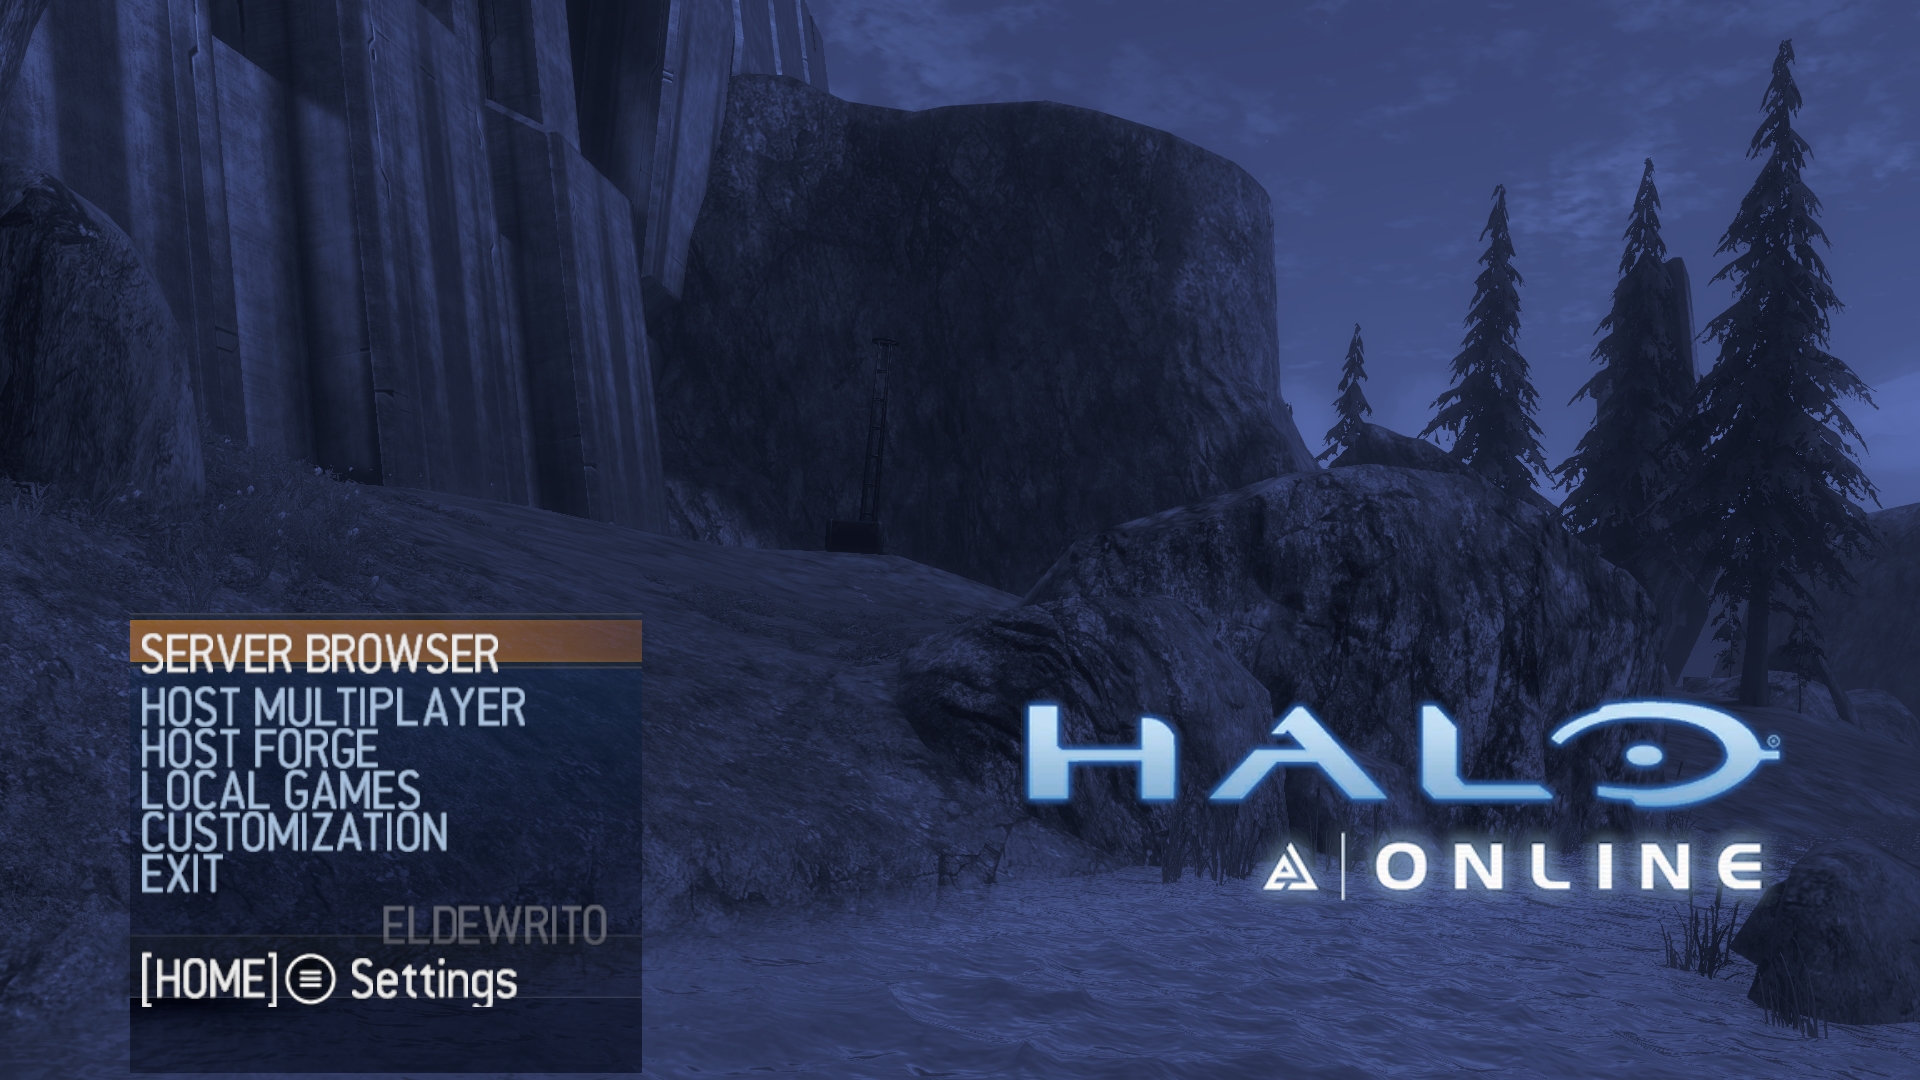 SERVER BROWSER
HOST MULTIPLAYER
HOST FORGE
LOCAL GAMES
CUSTOMIZATION
EXIT
ELDEWRITO
[HOME] Settings
HALO
ONLINE